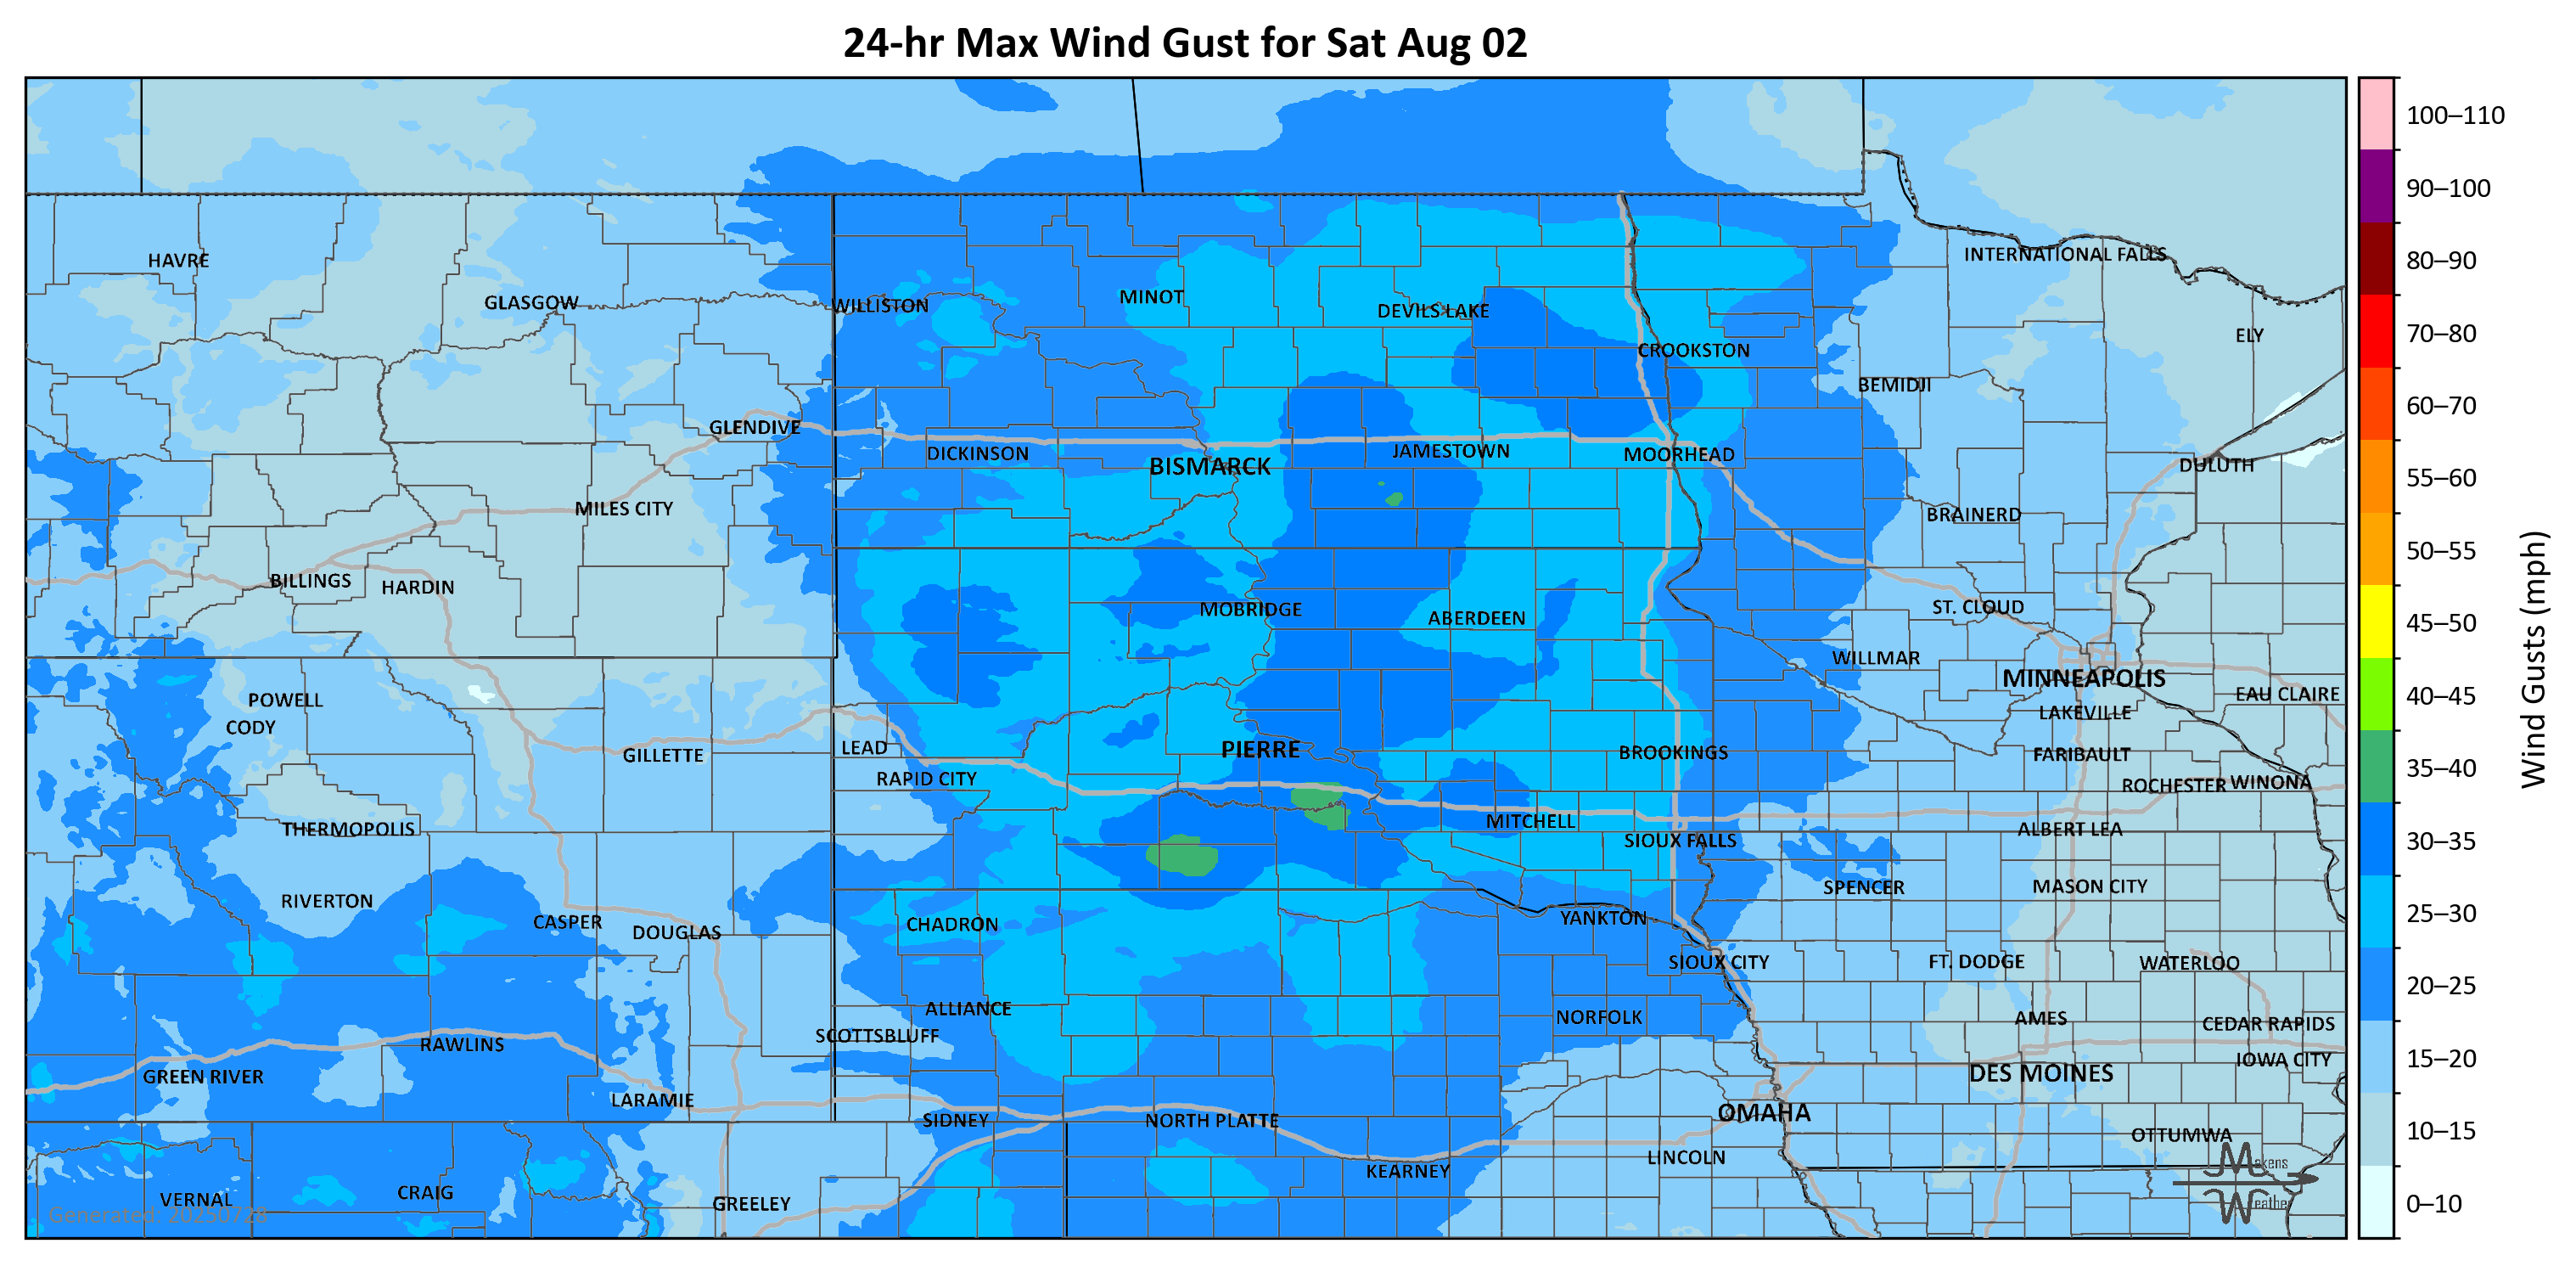 24-hr Max Wind Gust for Sat Aug 02
HAVRE
GLASGOW
WILLISTON
MINOT
DEVILS LAKE
INTERNATIONAL FALLS
ELY
CROOKSTON
BEMIDJI
GLENDIVE
DICKINSON
BISMARCK
JAMESTOWN
MOORHEAD
DULUTH
MILES CITY
BRAINERD
BILLINGS
HARDIN
MOBRIDGE
ABERDEEN
ST. CLOUD
WILLMAR
MINNEAPOLIS
EAU CLAIRE
POWELL
CODY
LAKEVILLE
GILLETTE
LEAD
PIERRE
BROOKINGS
FARIBAULT
RAPID CITY
ROCHESTER
WINONA
THERMOPOLIS
MITCHELL
SIOUX FALLS
ALBERT LEA
RIVERTON
SPENCER
MASON CITY
CASPER
DOUGLAS
CHADRON
YANKTON
SIOUX CITY
FT. DODGE
WATERLOO
ALLIANCE
NORFOLK
AMES
CEDAR RAPIDS
SCOTTSBLUFF
RAWLINS
IOWA CITY
GREEN RIVER
DES MOINES
LARAMIE
SIDNEY
NORTH PLATTE
OMAHA
OTTUMWA
KEARNEY
LINCOLN
VERNAL
CRAIG
GREELEY
Generated: 20250728
Makens
Weather
100–110
90–100
80–90
70–80
60–70
55–60
50–55
45–50
40–45
35–40
30–35
25–30
20–25
15–20
10–15
0–10
Wind Gusts (mph)